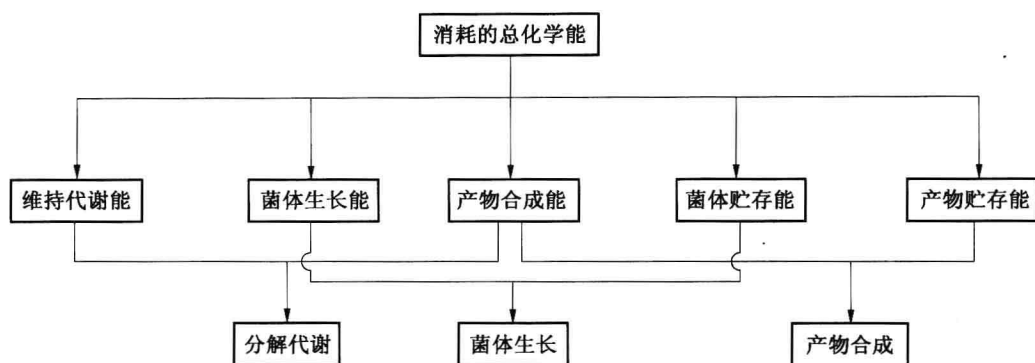 消耗的总化学能
维持代谢能
菌体生长能
产物合成能
菌体贮存能
产物贮存能
分解代谢
菌体生长
产物合成